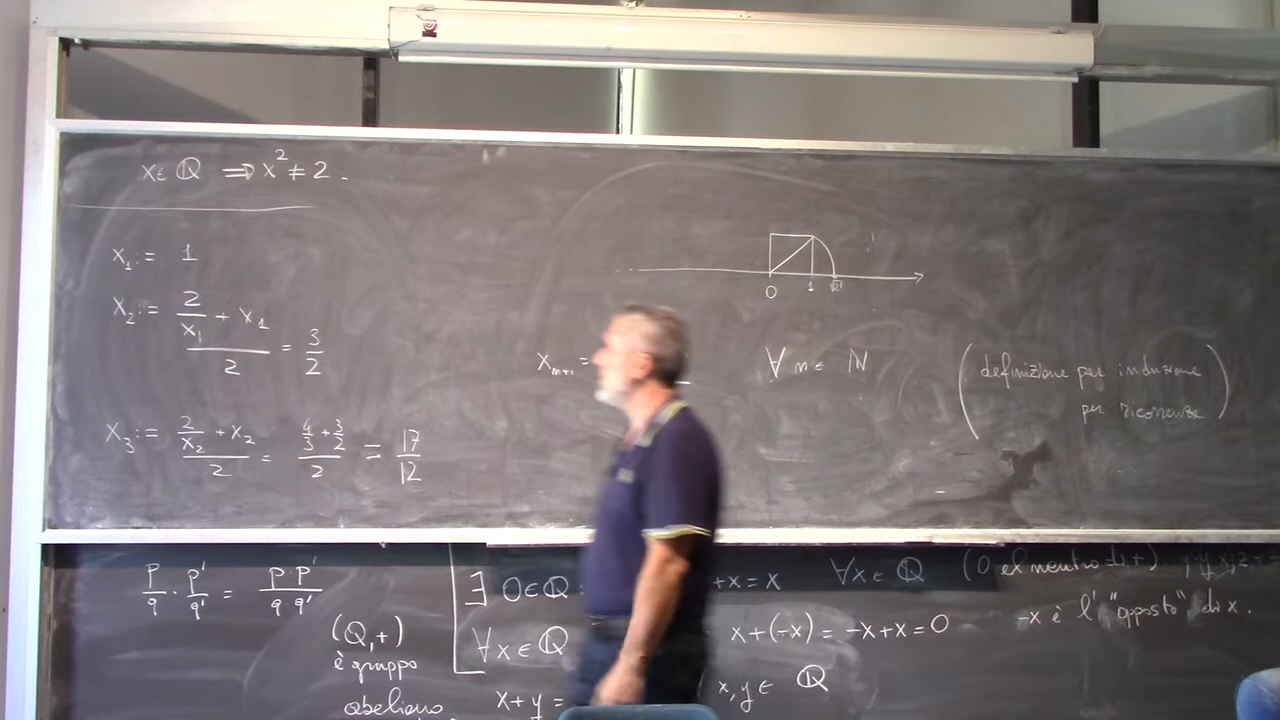 x ∈ ℚ ⟹ x² ≠ 2.
x₁ := 1
x₂ := (2/x₁ + x₁)/2 = 3/2
x₃ := (2/x₂ + x₂)/2 = (4/3 + 3/2)/2 = 17/12
0 1 √2
xₙ₊₁ = ∀ n ∈ ℕ
(definizione per induzione
per ricorrenza)
p/q · p'/q' = p·p'/q·q'
(Q,+)
è gruppo
abeliano
∃ 0 ∈ ℚ : +x = x ∀x ∈ ℚ (0 el neutro di +)
∀x ∈ ℚ x+(-x) = -x+x = 0 -x è l' "opposto" di x.
x+y = x,y ∈ ℚ